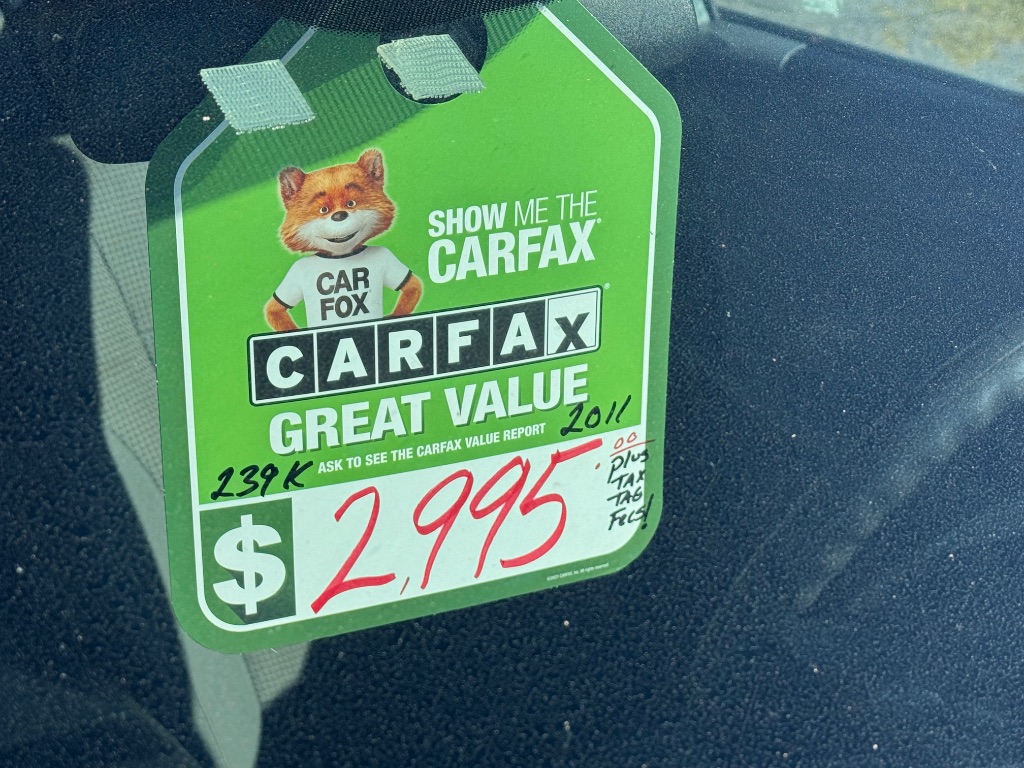 SHOW ME THE
CARFAX®
CAR
FOX
CARFAX®
GREAT VALUE
2011
ASK TO SEE THE CARFAX VALUE REPORT
239K
$2,995.00
plus
TAX
TAG
Fees!